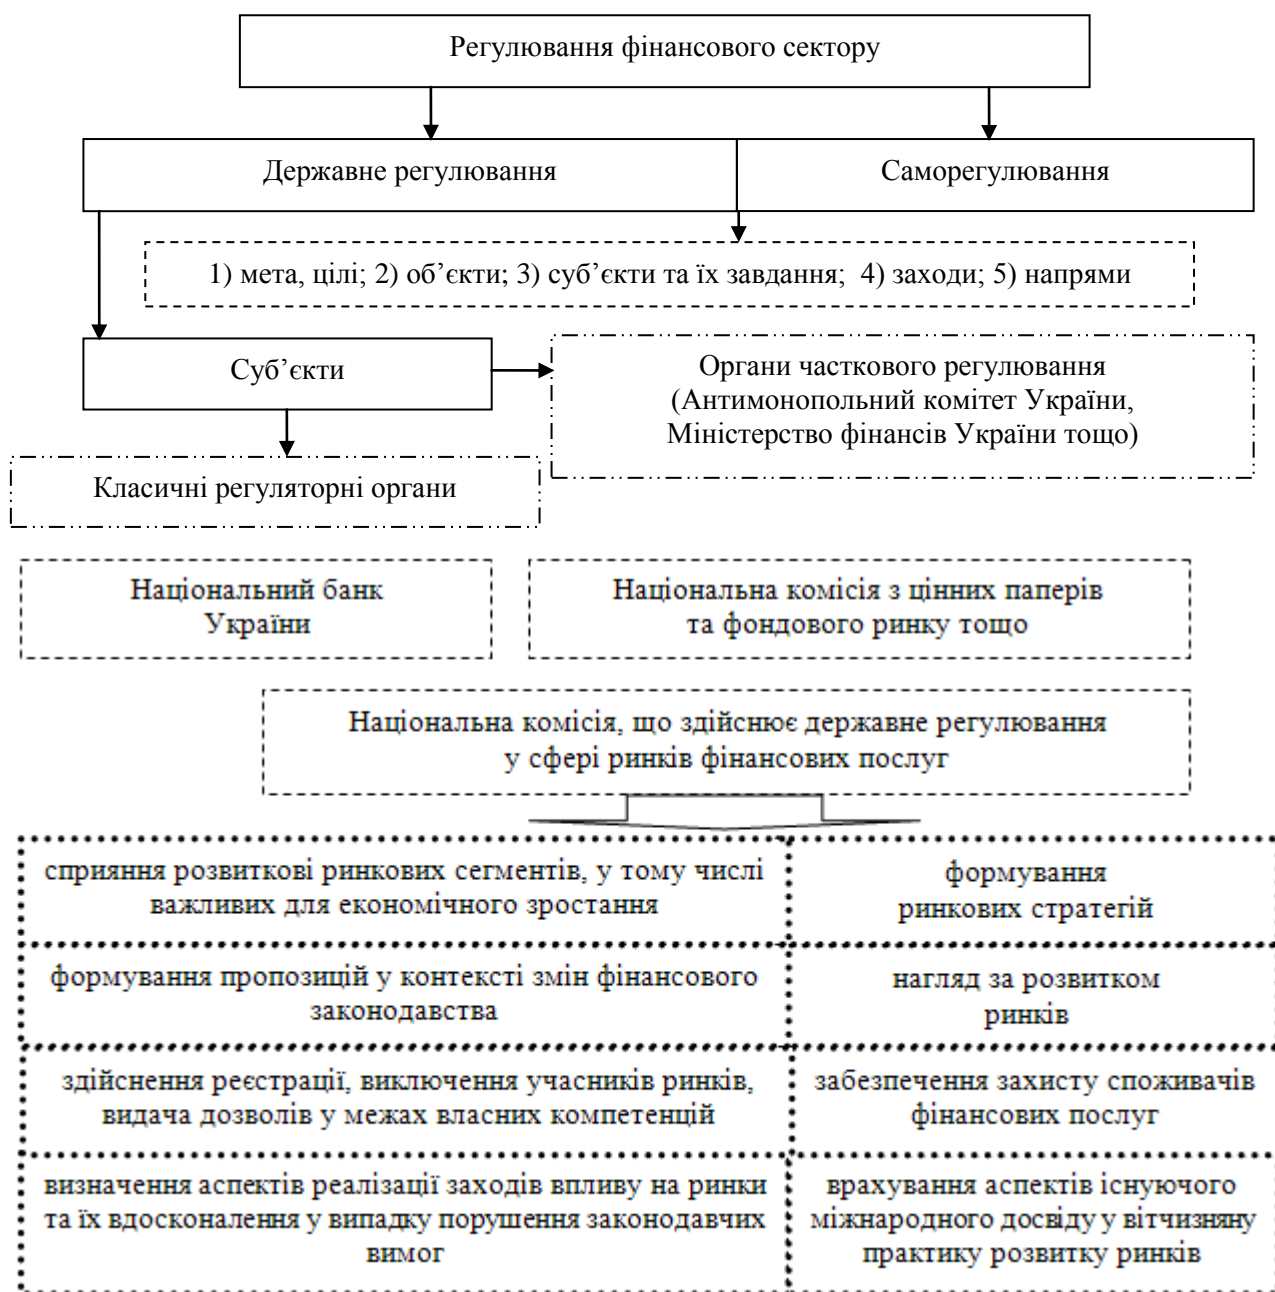 Регулювання фінансового сектору
Державне регулювання
Саморегулювання
1) мета, цілі; 2) об’єкти; 3) суб’єкти та їх завдання; 4) заходи; 5) напрями
Суб’єкти
Органи часткового регулювання
(Антимонопольний комітет України,
Міністерство фінансів України тощо)
Класичні регуляторні органи
Національний банк
України
Національна комісія з цінних паперів
та фондового ринку тощо
Національна комісія, що здійснює державне регулювання
у сфері ринків фінансових послуг
сприяння розвиткові ринкових сегментів, у тому числі
важливих для економічного зростання
формування
ринкових стратегій
формування пропозицій у контексті змін фінансового
законодавства
нагляд за розвитком
ринків
здійснення реєстрації, виключення учасників ринків,
видача дозволів у межах власних компетенцій
забезпечення захисту споживачів
фінансових послуг
визначення аспектів реалізації заходів впливу на ринки
та їх вдосконалення у випадку порушення законодавчих
вимог
врахування аспектів існуючого
міжнародного досвіду у вітчизняну
практику розвитку ринків